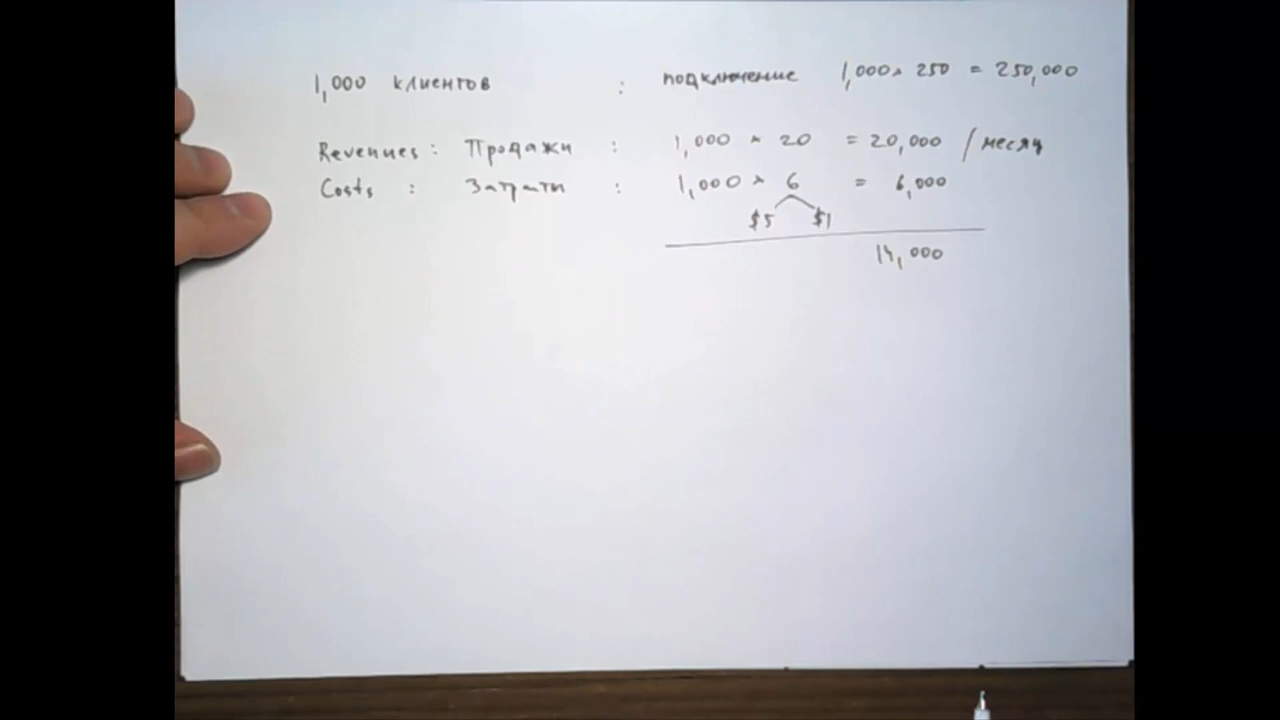 1,000 клиентов : подключение 1,000 × 250 = 250,000
Revenues : Продажи : 1,000 × 20 = 20,000 / месяц
Costs : Затраты : 1,000 × 6 = 6,000
$5 $1
14,000